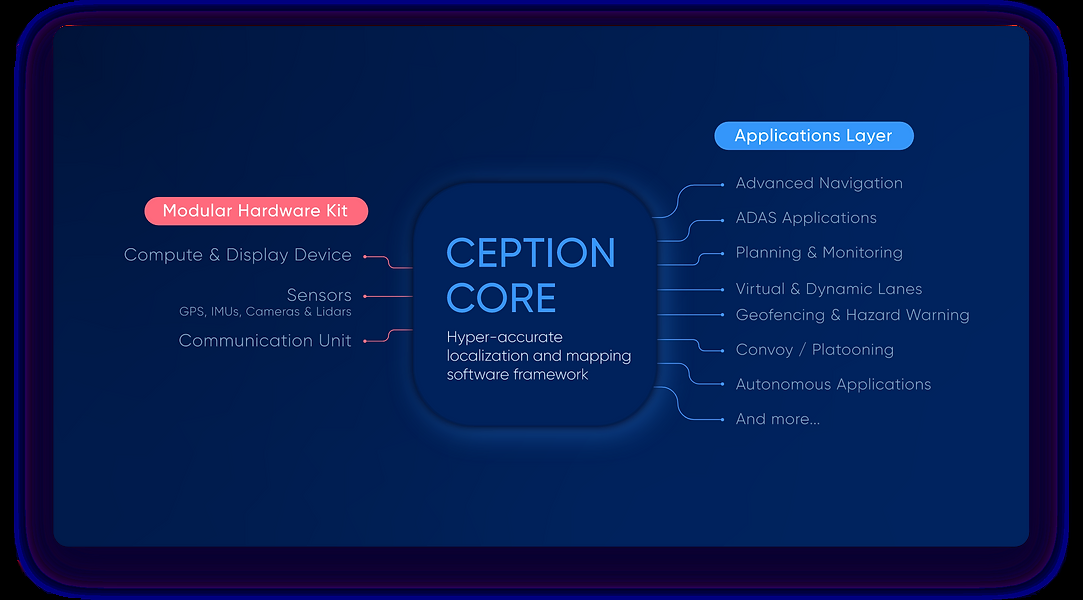 Modular Hardware Kit
Compute & Display Device
Sensors
GPS, IMUs, Cameras & Lidars
Communication Unit
CEPTION
CORE
Hyper-accurate
localization and mapping
software framework
Applications Layer
Advanced Navigation
ADAS Applications
Planning & Monitoring
Virtual & Dynamic Lanes
Geofencing & Hazard Warning
Convoy / Platooning
Autonomous Applications
And more...